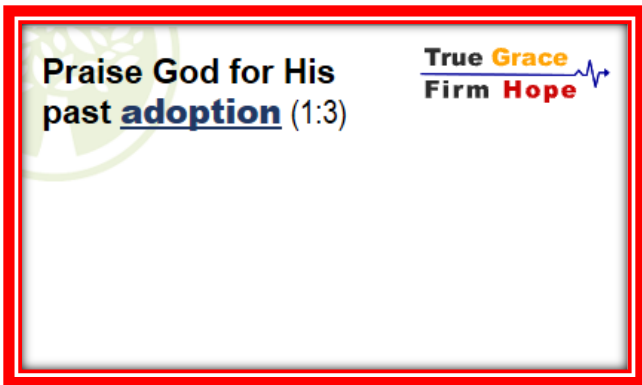 Praise God for His
past adoption (1:3)
True Grace
Firm Hope